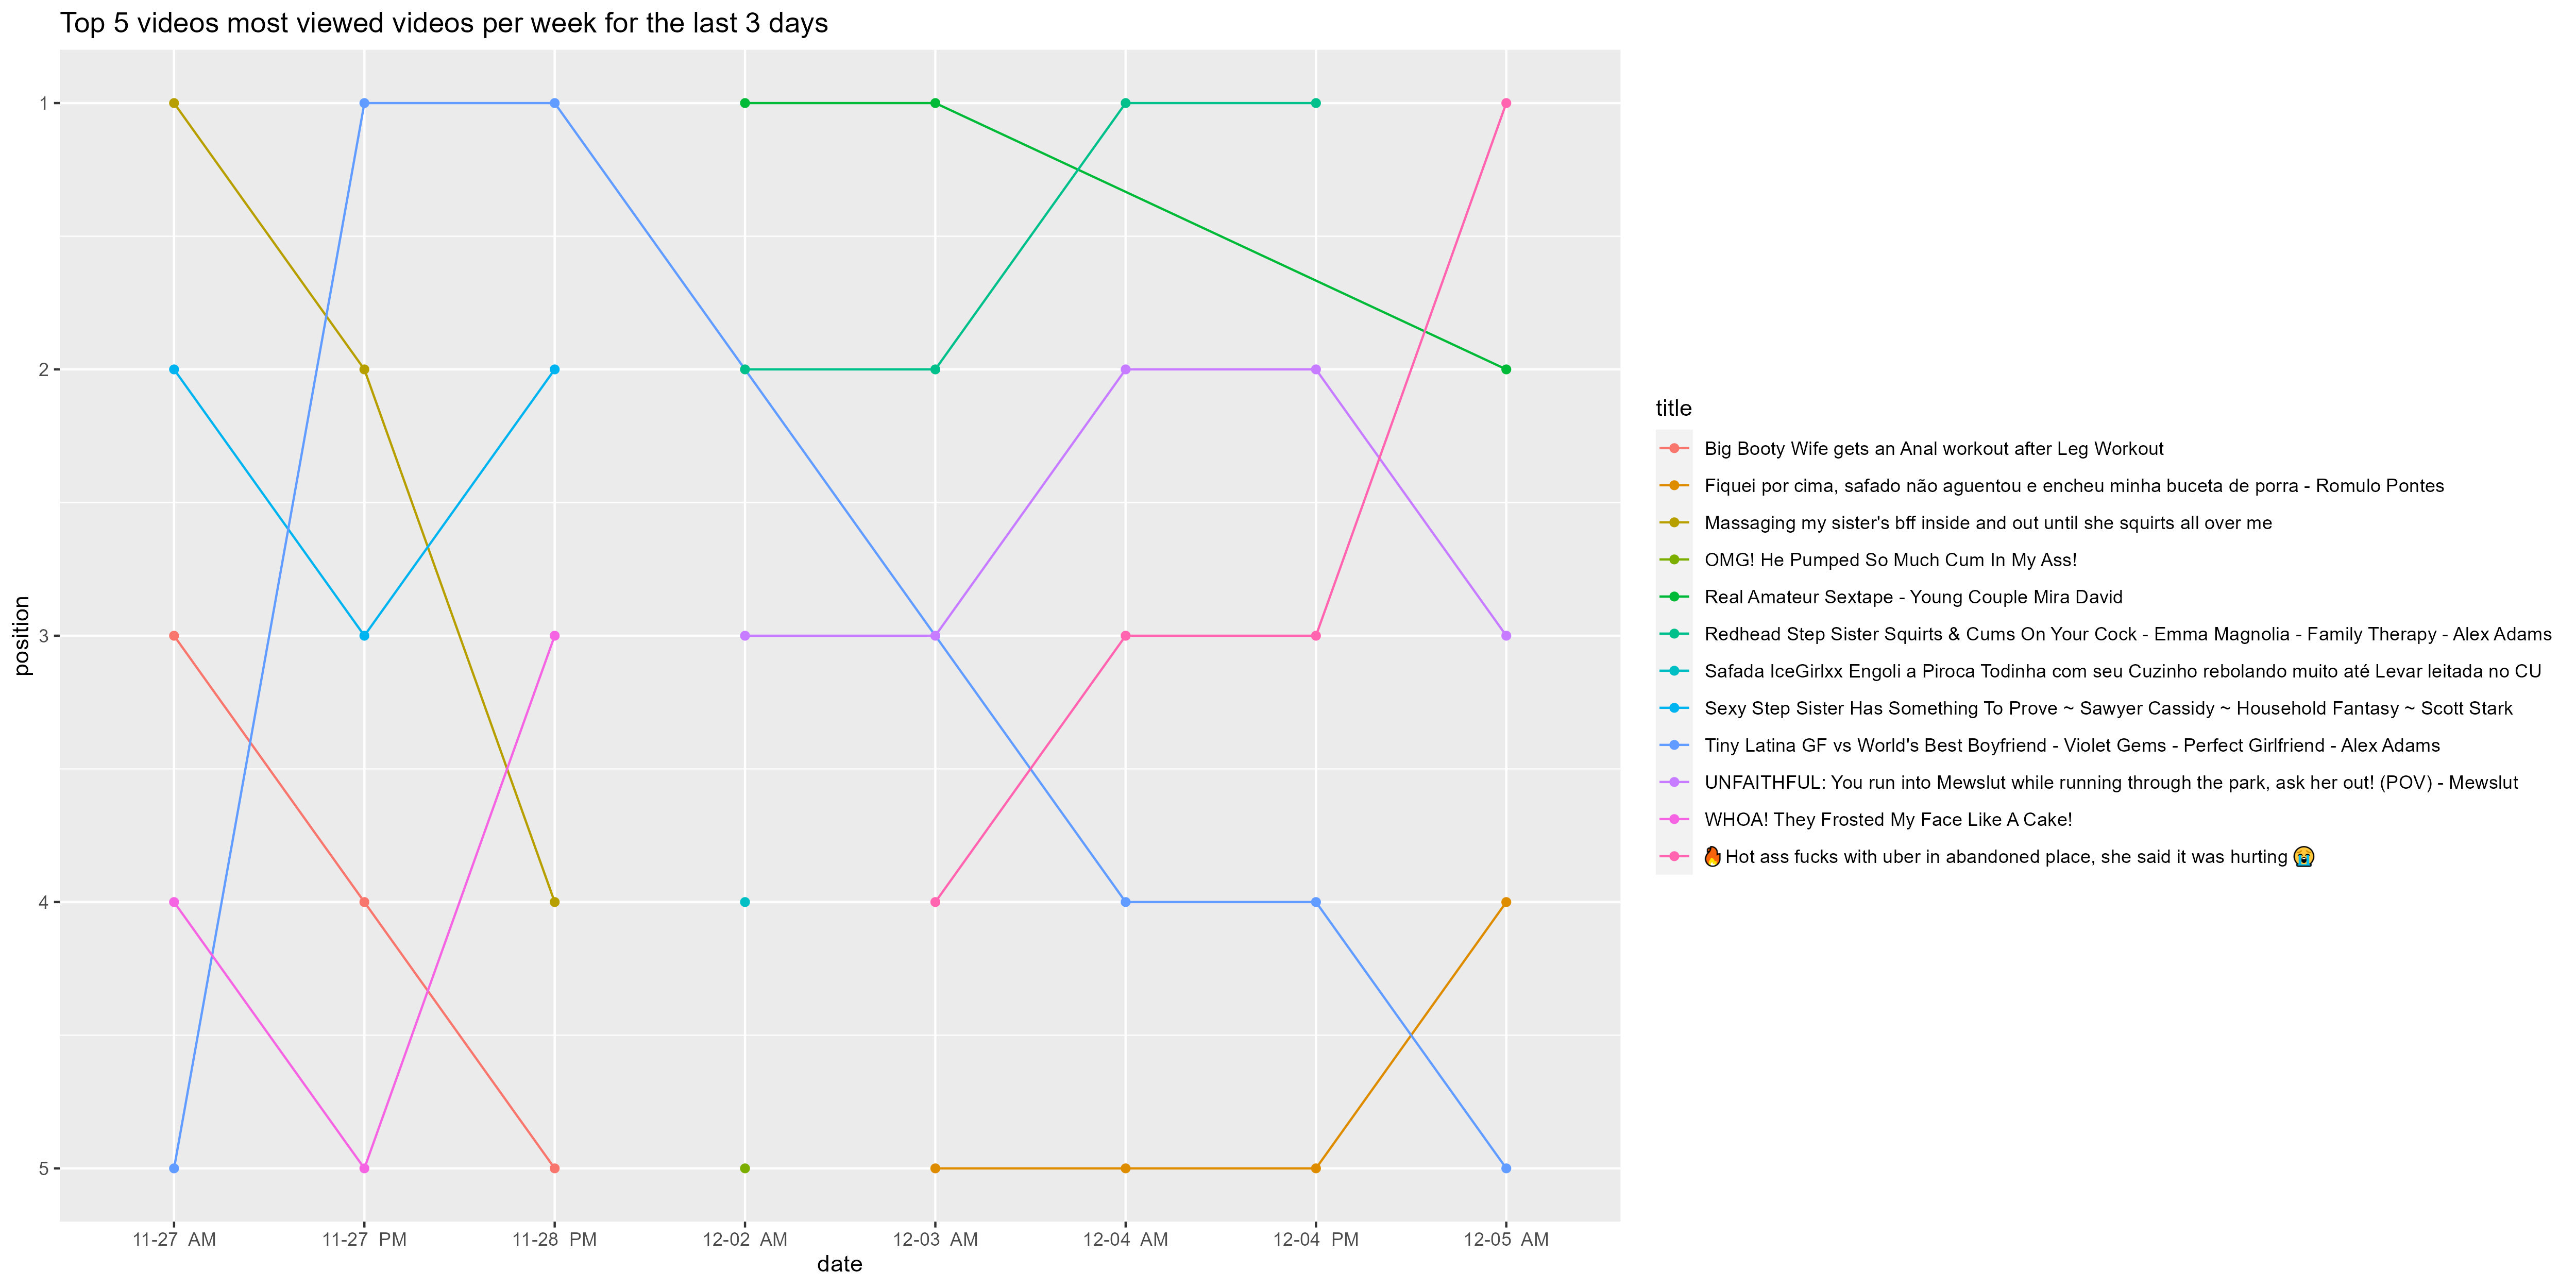 Top 5 videos most viewed videos per week for the last 3 days
position
1
2
3
4
5
11-27 AM
11-27 PM
11-28 PM
12-02 AM
12-03 AM
12-04 AM
12-04 PM
12-05 AM
date
title
Big Booty Wife gets an Anal workout after Leg Workout
Fiquei por cima, safado não aguentou e encheu minha buceta de porra - Romulo Pontes
Massaging my sister's bff inside and out until she squirts all over me
OMG! He Pumped So Much Cum In My Ass!
Real Amateur Sextape - Young Couple Mira David
Redhead Step Sister Squirts & Cums On Your Cock - Emma Magnolia - Family Therapy - Alex Adams
Safada IceGirlxx Engoli a Piroca Todinha com seu Cuzinho rebolando muito até Levar leitada no CU
Sexy Step Sister Has Something To Prove ~ Sawyer Cassidy ~ Household Fantasy ~ Scott Stark
Tiny Latina GF vs World's Best Boyfriend - Violet Gems - Perfect Girlfriend - Alex Adams
UNFAITHFUL: You run into Mewslut while running through the park, ask her out! (POV) - Mewslut
WHOA! They Frosted My Face Like A Cake!
🔥Hot ass fucks with uber in abandoned place, she said it was hurting 😭